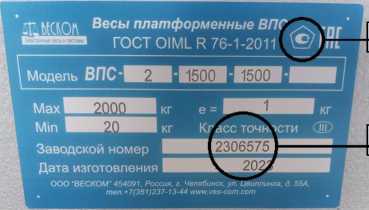 ВЕСКОМ
Весы платформенные ВПС
ГОСТ OIML R 76-1-2011
EAC
Модель ВПС- 2 - 1500 - 1500 -
Max 2000 кг e = 1 кг
Min 20 кг Класс точности III
Заводской номер 2306575
Дата изготовления 2023
ООО "ВЕСКОМ" 454091, Россия, г. Челябинск, ул. Цвиллинга, д. 55А,
тел.+7(351)237-13-44 www.ves-com.com